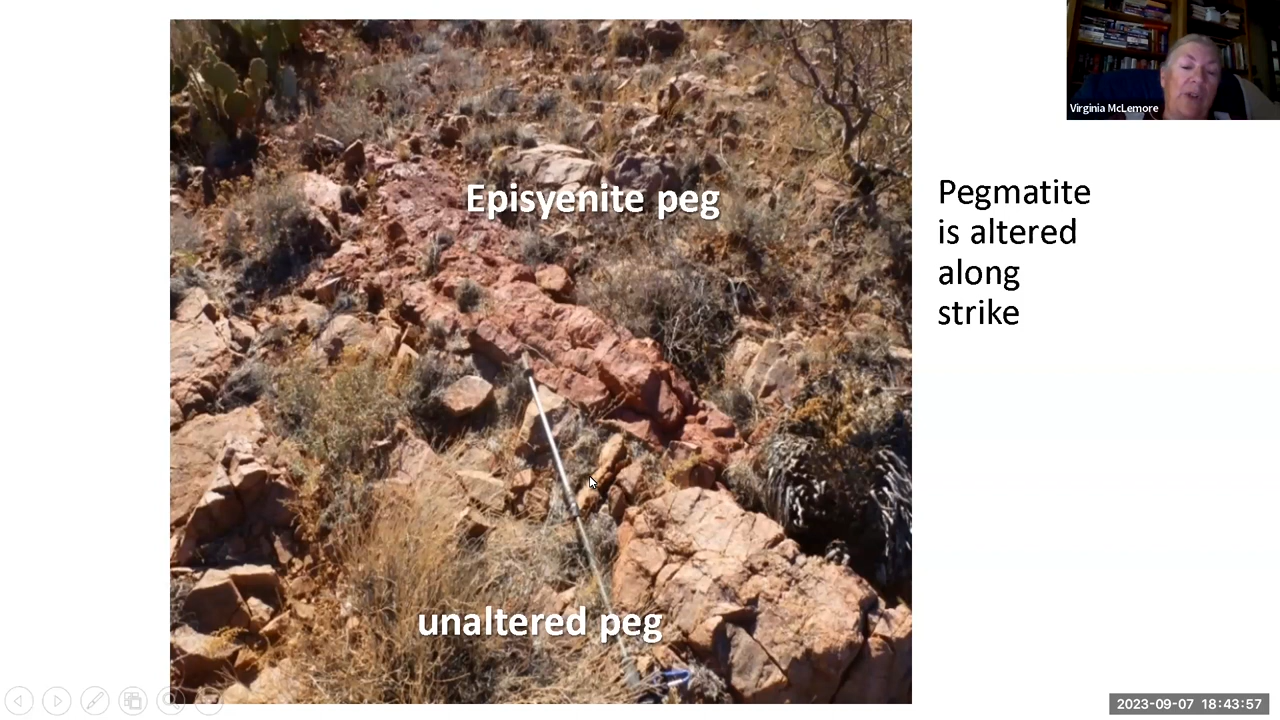 Virginia McLemore
Episyenite peg
Pegmatite
is altered
along
strike
unaltered peg
2023-09-07 18:43:57